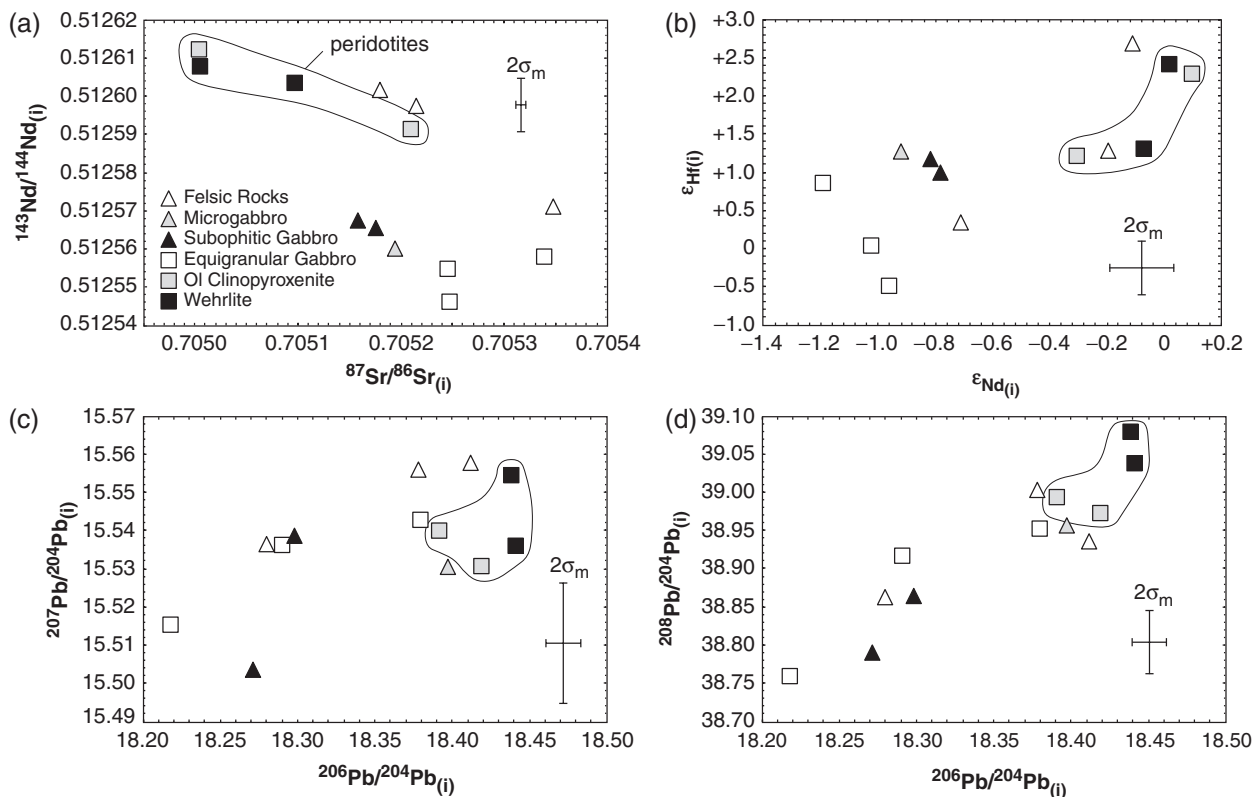 (a)
0.51262
0.51261
0.51260
0.51259
0.51258
0.51257
0.51256
0.51255
0.51254
143Nd/144Nd(i)
peridotites
2σm
Felsic Rocks
Microgabbro
Subophitic Gabbro
Equigranular Gabbro
Ol Clinopyroxenite
Wehrlite
0.7050 0.7051 0.7052 0.7053 0.7054
87Sr/86Sr(i)
(b)
+3.0
+2.5
+2.0
+1.5
+1.0
+0.5
0
−0.5
−1.0
εHf(i)
2σm
−1.4 −1.2 −1.0 −0.8 −0.6 −0.4 −0.2 0 +0.2
εNd(i)
(c)
15.57
15.56
15.55
15.54
15.53
15.52
15.51
15.50
15.49
207Pb/204Pb(i)
2σm
18.20 18.25 18.30 18.35 18.40 18.45 18.50
206Pb/204Pb(i)
(d)
39.10
39.05
39.00
38.95
38.90
38.85
38.80
38.75
38.70
208Pb/204Pb(i)
2σm
18.20 18.25 18.30 18.35 18.40 18.45 18.50
206Pb/204Pb(i)